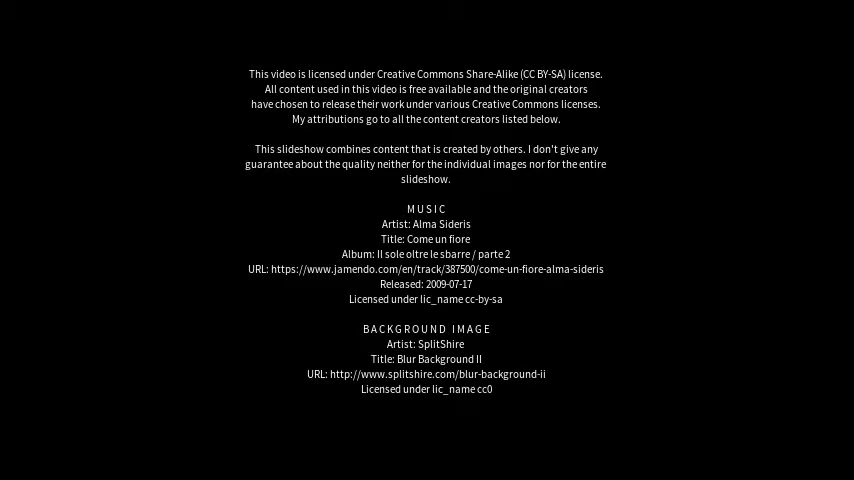 This video is licensed under Creative Commons Share-Alike (CC BY-SA) license.
All content used in this video is free available and the original creators
have chosen to release their work under various Creative Commons licenses.
My attributions go to all the content creators listed below.
This slideshow combines content that is created by others. I don't give any
guarantee about the quality neither for the individual images nor for the entire
slideshow.
MUSIC
Artist: Alma Sideris
Title: Come un fiore
Album: Il sole oltre le sbarre / parte 2
URL: https://www.jamendo.com/en/track/387500/come-un-fiore-alma-sideris
Released: 2009-07-17
Licensed under lic_name cc-by-sa
BACKGROUND IMAGE
Artist: SplitShire
Title: Blur Background II
URL: http://www.splitshire.com/blur-background-ii
Licensed under lic_name cc0